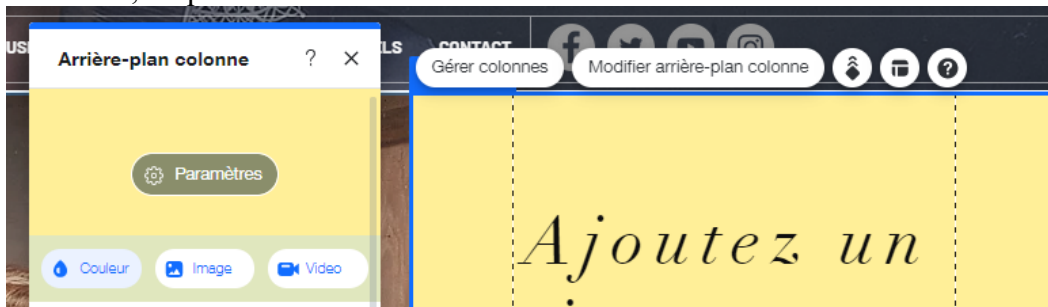 CONTACT
Arrière-plan colonne ?
Gérer colonnes Modifier arrière-plan colonne
Paramètres
Couleur Image Video
Ajoutez un